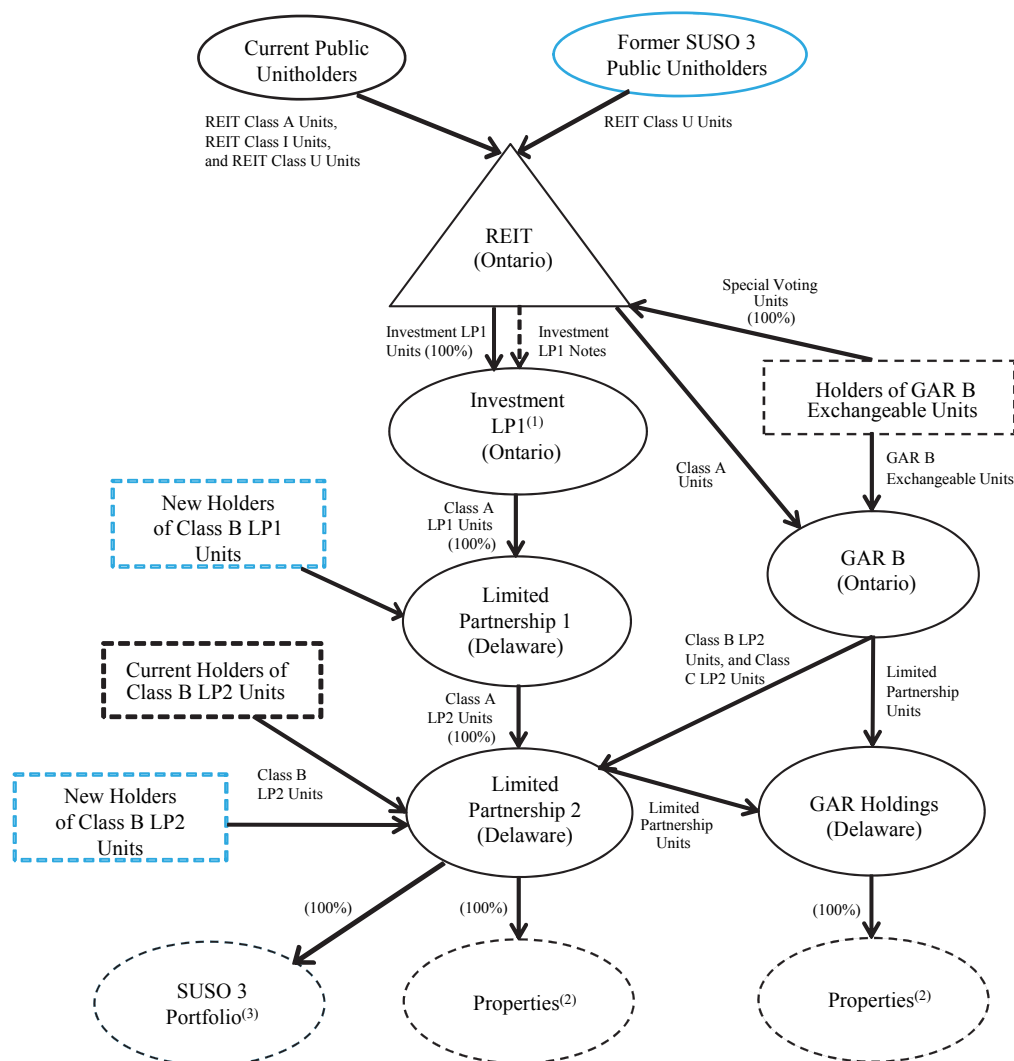 Current Public
Unitholders
Former SUSO 3
Public Unitholders
REIT Class A Units,
REIT Class I Units,
and REIT Class U Units
REIT Class U Units
REIT
(Ontario)
Special Voting
Units
(100%)
Investment LP1
Units (100%)
Investment
LP1 Notes
Holders of GAR B
Exchangeable Units
Investment
LP1(1)
(Ontario)
Class A
Units
GAR B
Exchangeable Units
New Holders
of Class B LP1
Units
Class A
LP1 Units
(100%)
GAR B
(Ontario)
Limited
Partnership 1
(Delaware)
Current Holders of
Class B LP2 Units
Class B LP2
Units, and Class
C LP2 Units
Limited
Partnership
Units
Class A
LP2 Units
(100%)
Class B
LP2 Units
New Holders
of Class B LP2
Units
Limited
Partnership 2
(Delaware)
Limited
Partnership
Units
GAR Holdings
(Delaware)
(100%)
(100%)
(100%)
SUSO 3
Portfolio(3)
Properties(2)
Properties(2)